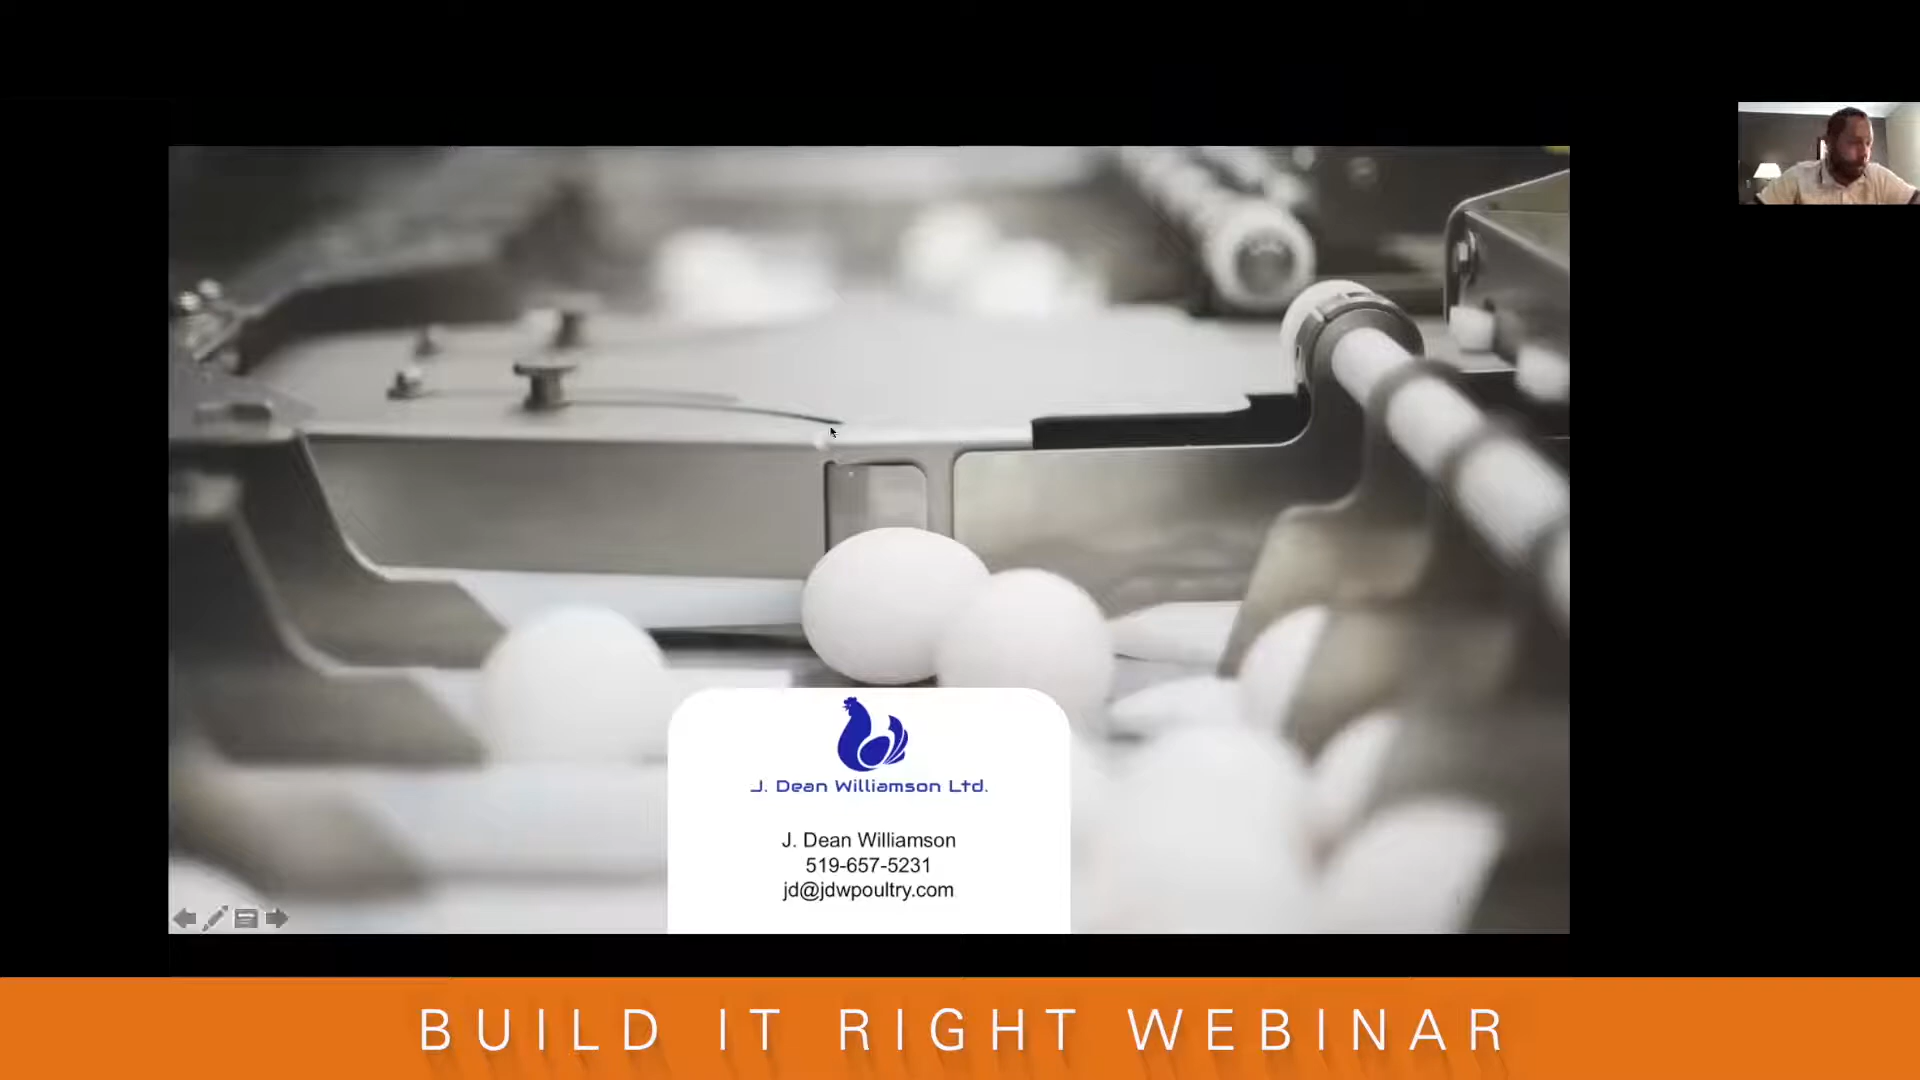 J. Dean Williamson Ltd.
J. Dean Williamson
519-657-5231
jd@jdwpoultry.com
BUILD IT RIGHT WEBINAR